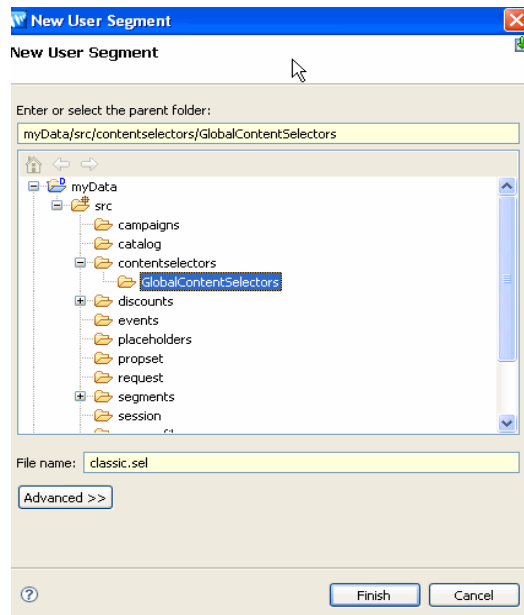 New User Segment
New User Segment
Enter or select the parent folder:
myData/src/contentselectors/GlobalContentSelectors
myData
src
campaigns
catalog
contentselectors
GlobalContentSelectors
discounts
events
placeholders
propset
request
segments
session
File name: classic.sel
Advanced >>
Finish Cancel